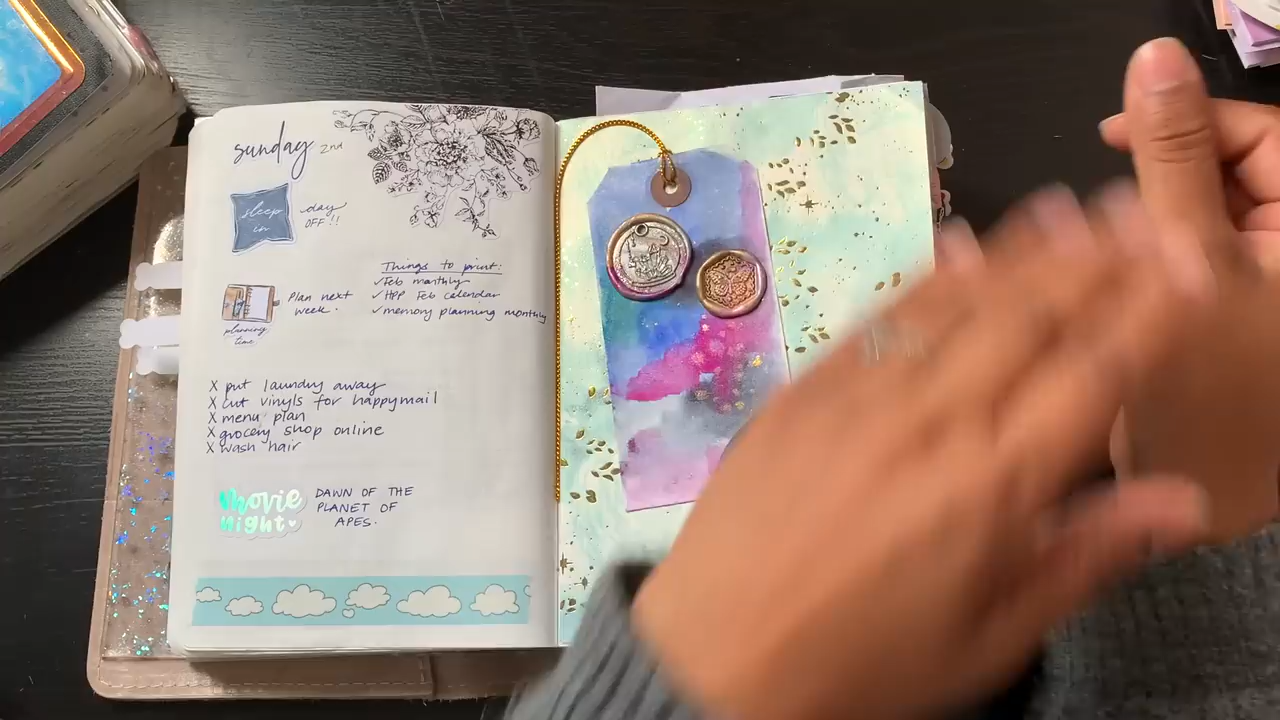 sunday 2nd
sleep
in
day
OFF!!
Things to print:
✓ Feb monthly
✓ HPP Feb calendar
✓ memory planning monthly
Plan next
week.
planning
time
X put laundry away
X cut vinyls for happymail
X menu plan
X grocery shop online
X wash hair
movie
night
DAWN OF THE
PLANET OF
APES.